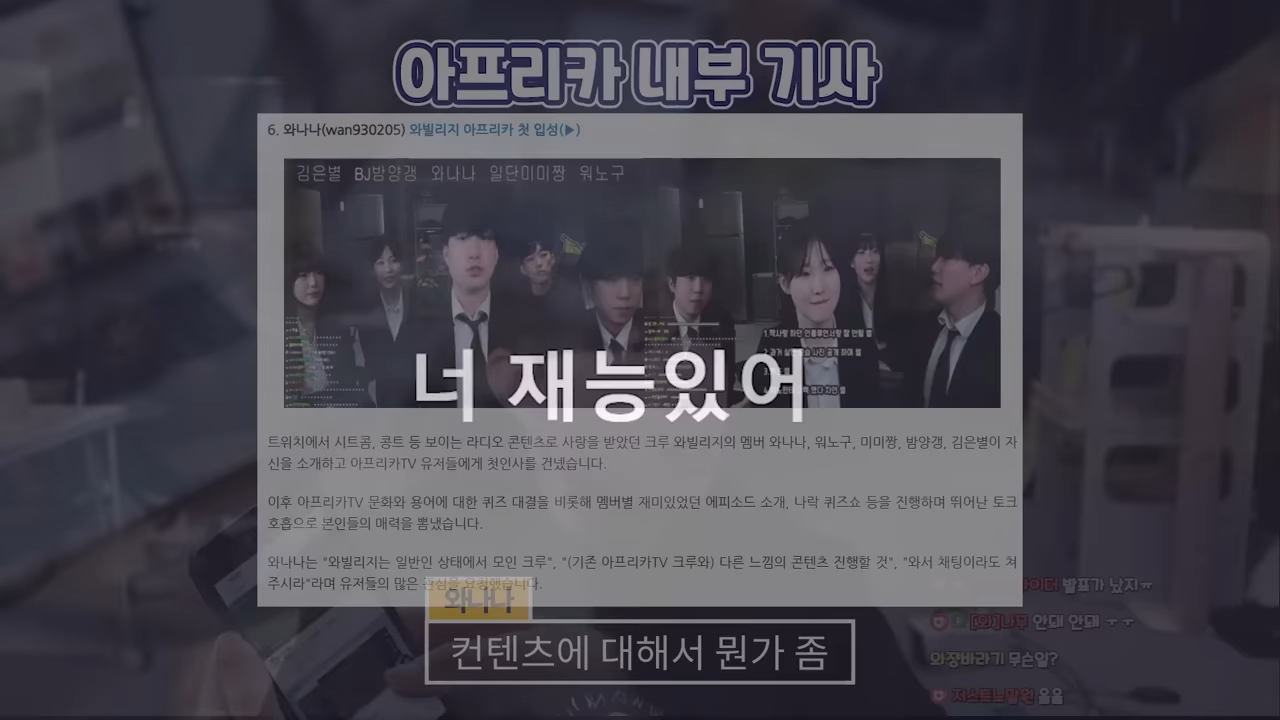 아프리카 내부 기사
6. 와나나(wan930205) 와빌리지 아프리카 첫 입성(▶)
김은별 BJ밤양갱 와나나 일단미미짱 워노구
너 재능있어
트위치에서 시트콤, 콩트 등 보이는 라디오 콘텐츠로 사랑을 받았던 크루 와빌리지의 멤버 와나나, 워노구, 미미짱, 밤양갱, 김은별이 자
신을 소개하고 아프리카TV 유저들에게 첫인사를 건넸습니다.
이후 아프리카TV 문화와 용어에 대한 퀴즈 대결을 비롯해 멤버별 재미있었던 에피소드 소개, 나락 퀴즈쇼 등을 진행하며 뛰어난 토크
호흡으로 본인들의 매력을 뽐냈습니다.
와나나는 "와빌리지는 일반인 상태에서 모인 크루", "(기존 아프리카TV 크루와) 다른 느낌의 콘텐츠 진행할 것", "와서 채팅이라도 쳐
주시라"라며 유저들의 많은 관심을 요청했습니다.
와나나
컨텐츠에 대해서 뭔가 좀
발표가 났지ㅠ
안돼 안돼 ㅜㅜ
와장바라기 무슨일?
음음